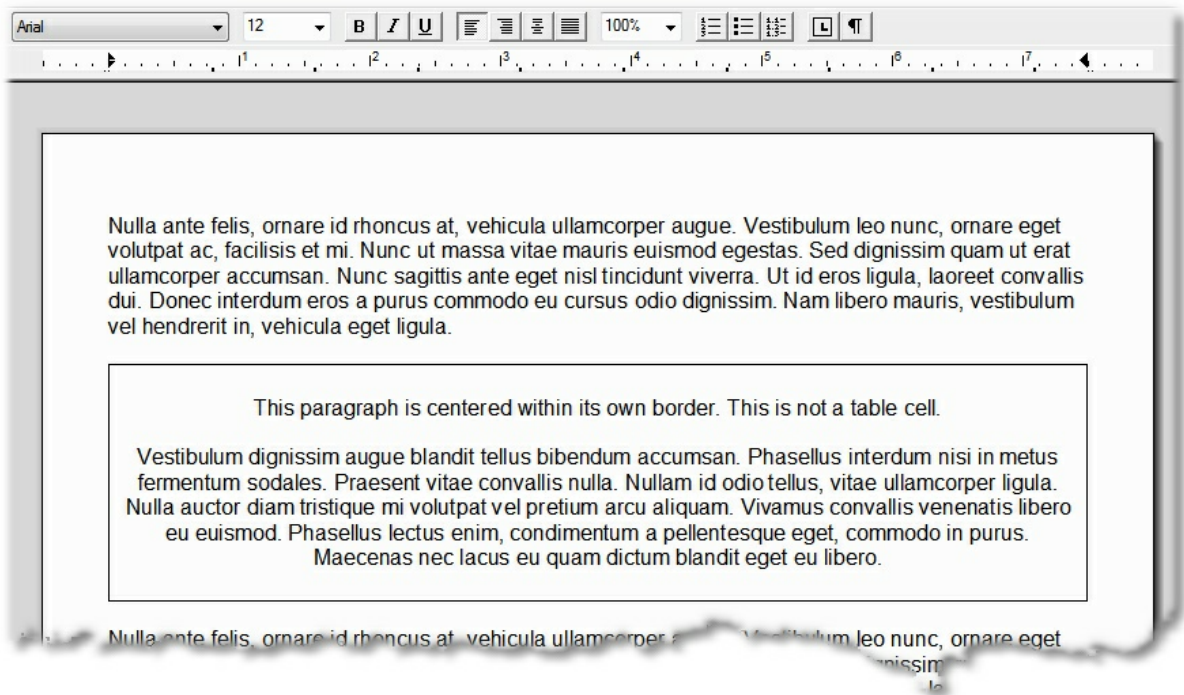 Arial 12 B I U 100%
1 2 3 4 5 6 7
Nulla ante felis, ornare id rhoncus at, vehicula ullamcorper augue. Vestibulum leo nunc, ornare eget
volutpat ac, facilisis et mi. Nunc ut massa vitae mauris euismod egestas. Sed dignissim quam ut erat
ullamcorper accumsan. Nunc sagittis ante eget nisl tincidunt viverra. Ut id eros ligula, laoreet convallis
dui. Donec interdum eros a purus commodo eu cursus odio dignissim. Nam libero mauris, vestibulum
vel hendrerit in, vehicula eget ligula.
This paragraph is centered within its own border. This is not a table cell.
Vestibulum dignissim augue blandit tellus bibendum accumsan. Phasellus interdum nisi in metus
fermentum sodales. Praesent vitae convallis nulla. Nullam id odio tellus, vitae ullamcorper ligula.
Nulla auctor diam tristique mi volutpat vel pretium arcu aliquam. Vivamus convallis venenatis libero
eu euismod. Phasellus lectus enim, condimentum a pellentesque eget, commodo in purus.
Maecenas nec lacus eu quam dictum blandit eget eu libero.
Nulla ante felis, ornare id rhoncus at, vehicula ullamcorper Vestibulum leo nunc, ornare eget